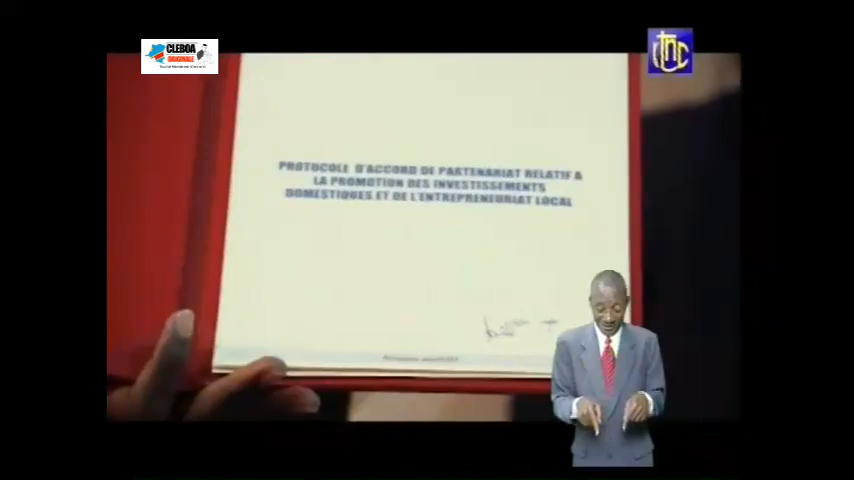 CLEBOA
ORIGINALE
PROTOCOLE D'ACCORD DE PARTENARIAT RELATIF A
LA PROMOTION DES INVESTISSEMENTS
DOMESTIQUES ET DE L'ENTREPRENEURIAT LOCAL